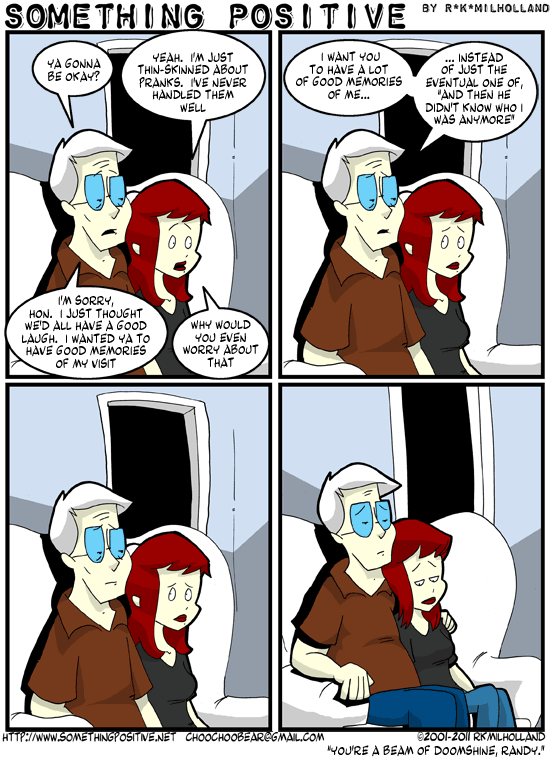 SOMETHING POSITIVE BY R*K*MILHOLLAND
YA GONNA
BE OKAY?
YEAH. I'M JUST
THIN-SKINNED ABOUT
PRANKS. I'VE NEVER
HANDLED THEM
WELL
I'M SORRY,
HON. I JUST THOUGHT
WE'D ALL HAVE A GOOD
LAUGH. I WANTED YA TO
HAVE GOOD MEMORIES
OF MY VISIT
WHY WOULD
YOU EVEN
WORRY ABOUT
THAT
I WANT YOU
TO HAVE A LOT
OF GOOD MEMORIES
OF ME...
... INSTEAD
OF JUST THE
EVENTUAL ONE OF,
"AND THEN HE
DIDN'T KNOW WHO I
WAS ANYMORE"
HTTP://WWW.SOMETHINGPOSITIVE.NET CHOOCHOOBEAR@GMAIL.COM ©2001-2011 RKMILHOLLAND
"YOU'RE A BEAM OF DOOMSHINE, RANDY."